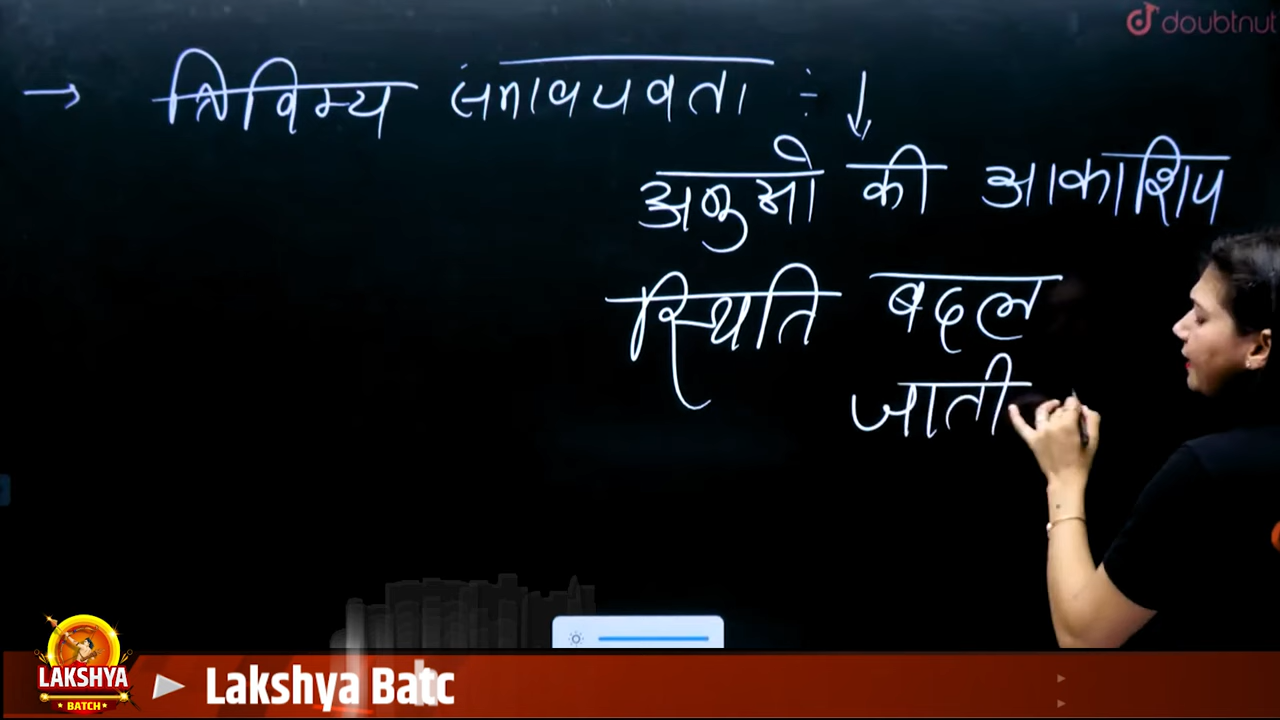 doubtnut
→ त्रिविम्य समावयवता ÷ ↓
अणुओ की आकाशिय
स्थिति बदल
जाती
LAKSHYA
BATCH
Lakshya Batc